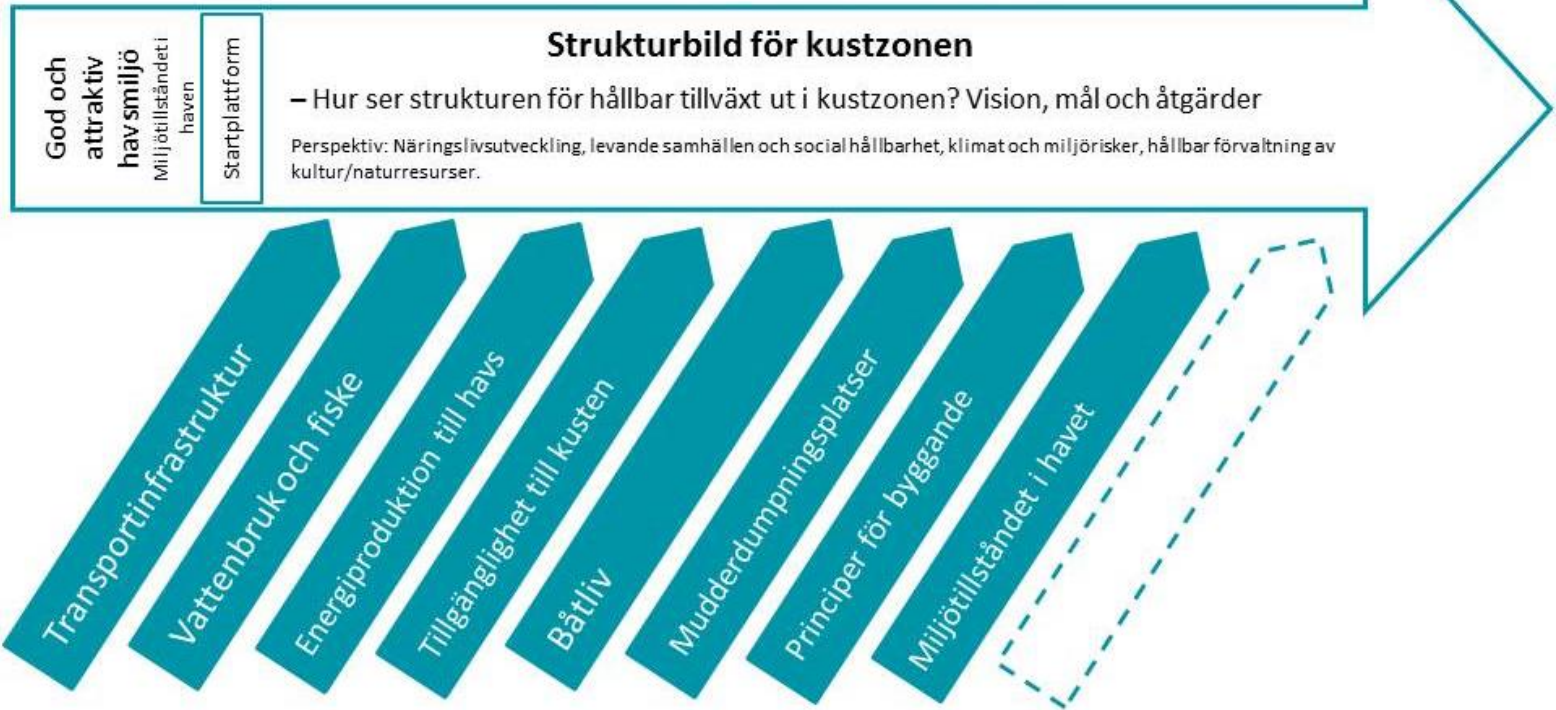 God och
attraktiv
havsmiljö
Miljötillståndet i
haven
Startplattform
Strukturbild för kustzonen
– Hur ser strukturen för hållbar tillväxt ut i kustzonen? Vision, mål och åtgärder
Perspektiv: Näringslivsutveckling, levande samhällen och social hållbarhet, klimat och miljörisker, hållbar förvaltning av
kultur/naturresurser.
Transportinfrastruktur
Vattenbruk och fiske
Energiproduktion till havs
Tillgänglighet till kusten
Båtliv
Mudderdumpningsplatser
Principer för byggande
Miljötillståndet i havet